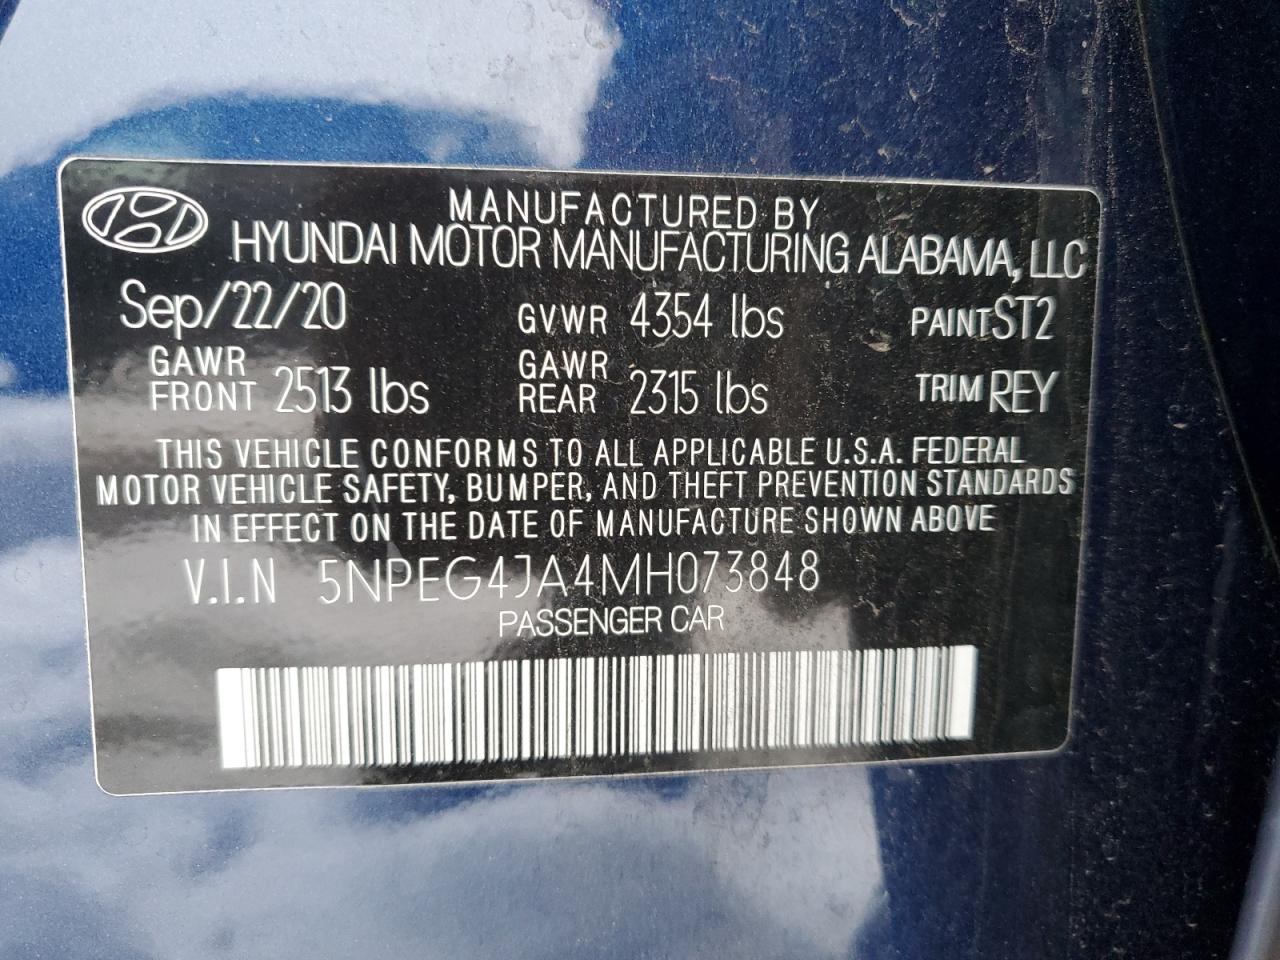 MANUFACTURED BY
HYUNDAI MOTOR MANUFACTURING ALABAMA, LLC
Sep/22/20 GVWR 4354 lbs PAINT ST2
GAWR FRONT 2513 lbs GAWR REAR 2315 lbs TRIM REY
THIS VEHICLE CONFORMS TO ALL APPLICABLE U.S.A. FEDERAL
MOTOR VEHICLE SAFETY, BUMPER, AND THEFT PREVENTION STANDARDS
IN EFFECT ON THE DATE OF MANUFACTURE SHOWN ABOVE
V.I.N 5NPEG4JA4MH073848
PASSENGER CAR